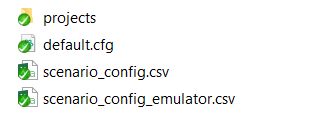 projects
default.cfg
scenario_config.csv
scenario_config_emulator.csv